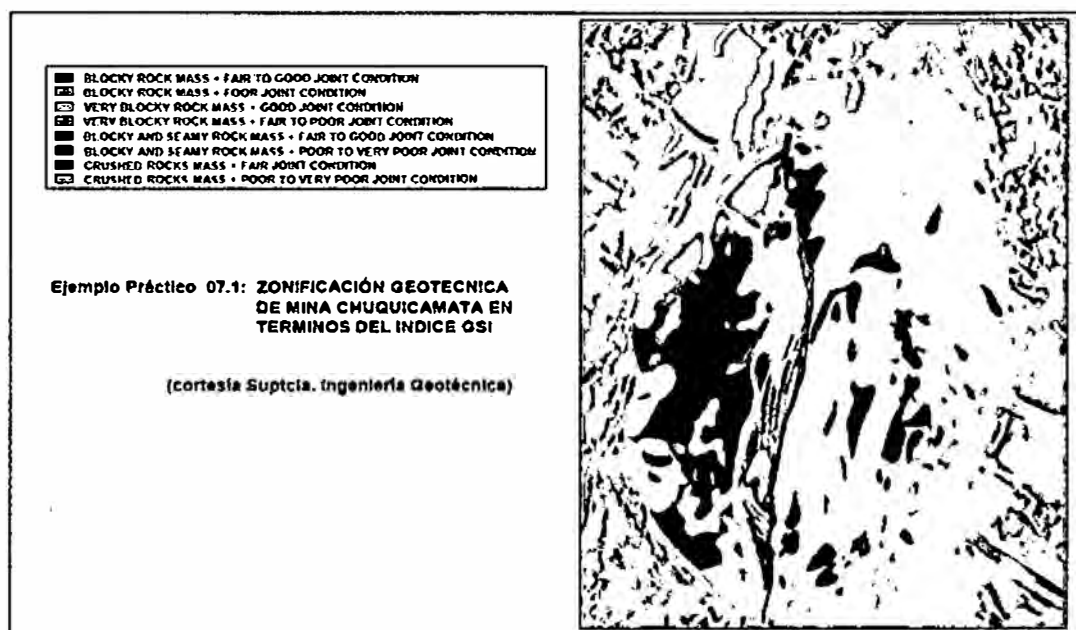 BLOCKY ROCK MASS + FAIR TO GOOD JOINT CONDITION
BLOCKY ROCK MASS + POOR JOINT CONDITION
VERY BLOCKY ROCK MASS + GOOD JOINT CONDITION
VERY BLOCKY ROCK MASS + FAIR TO POOR JOINT CONDITION
BLOCKY AND SEAMY ROCK MASS + FAIR TO GOOD JOINT CONDITION
BLOCKY AND SEAMY ROCK MASS + POOR TO VERY POOR JOINT CONDITION
CRUSHED ROCKS MASS + FAIR JOINT CONDITION
CRUSHED ROCKS MASS + POOR TO VERY POOR JOINT CONDITION
Ejemplo Práctico 07.1: ZONIFICACIÓN GEOTECNICA
DE MINA CHUQUICAMATA EN
TERMINOS DEL INDICE GSI
(cortesía Suptcia. Ingeniería Geotécnica)